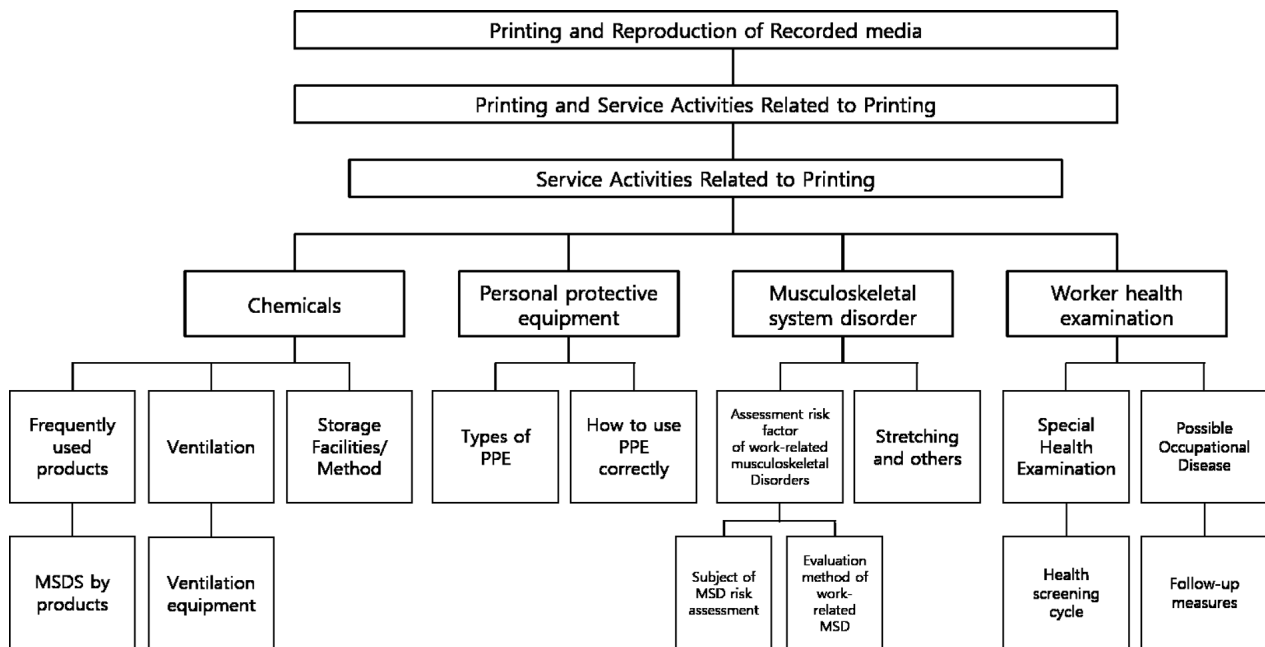 Printing and Reproduction of Recorded media
Printing and Service Activities Related to Printing
Service Activities Related to Printing
Chemicals
Personal protective
equipment
Musculoskeletal
system disorder
Worker health
examination
Frequently
used
products
Ventilation
Storage
Facilities/
Method
Types of
PPE
How to use
PPE
correctly
Assessment risk
factor
of work-related
musculoskeletal
Disorders
Stretching
and others
Special
Health
Examination
Possible
Occupational
Disease
MSDS by
products
Ventilation
equipment
Subject of
MSD risk
assessment
Evaluation
method of
work-
related
MSD
Health
screening
cycle
Follow-up
measures